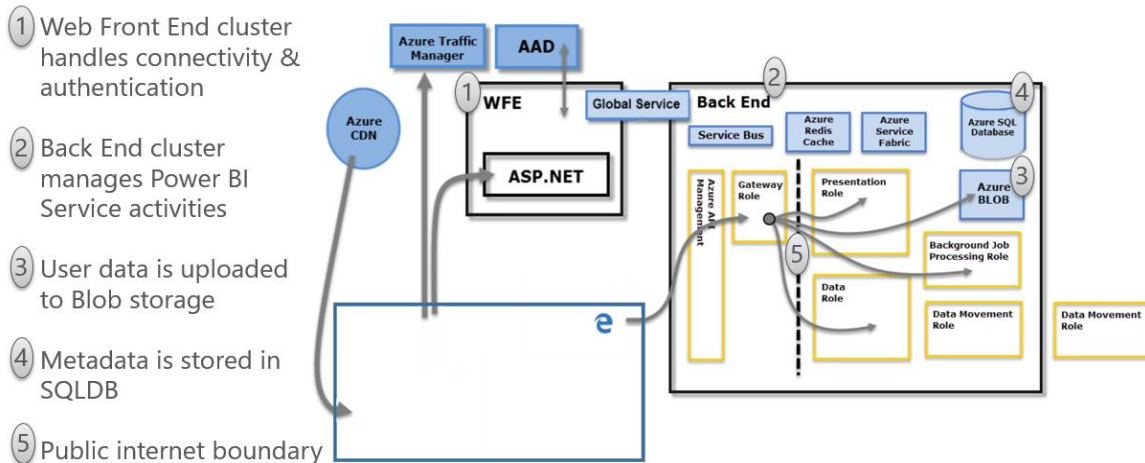 1 Web Front End cluster
handles connectivity &
authentication
2 Back End cluster
manages Power BI
Service activities
3 User data is uploaded
to Blob storage
4 Metadata is stored in
SQLDB
5 Public internet boundary
Azure Traffic
Manager
AAD
Azure
CDN
1
WFE
ASP.NET
Global Service
2
Back End
Service Bus
Azure
Redis
Cache
Azure
Service
Fabric
4
Azure SQL
Database
Azure API
Management
Gateway
Role
Presentation
Role
3
Azure
BLOB
5
Background Job
Processing Role
Data
Role
Data Movement
Role
Data Movement
Role
e